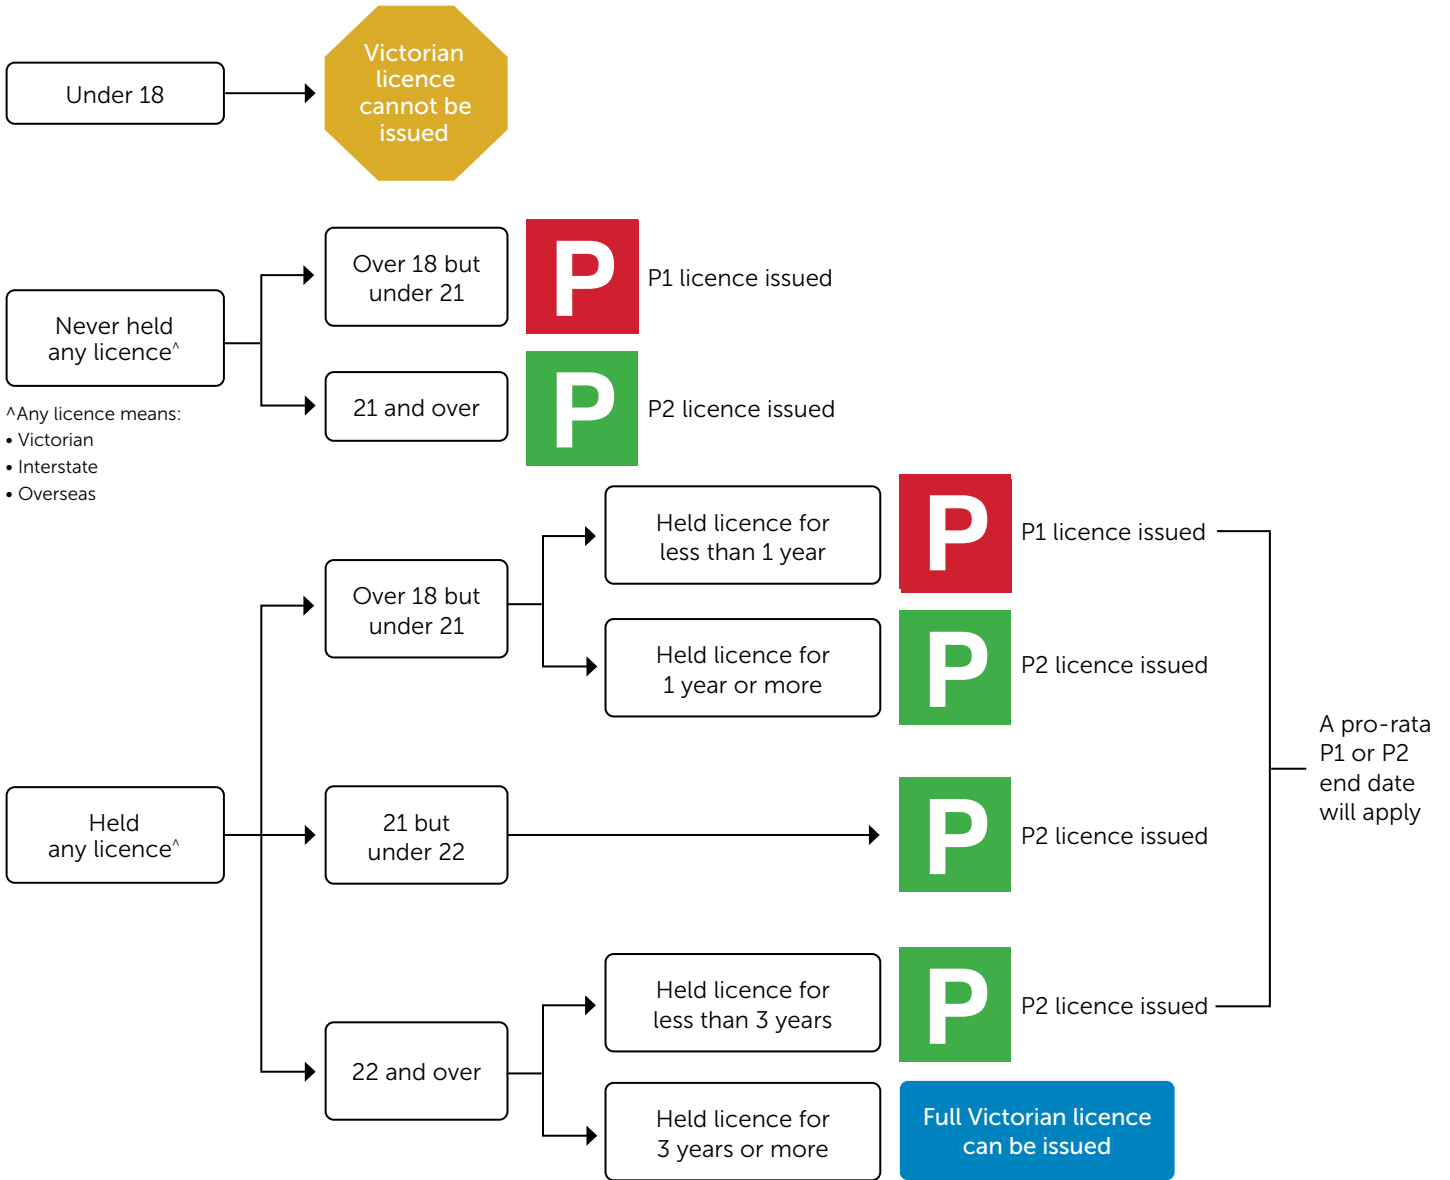 Under 18
Victorian
licence
cannot be
issued
Never held
any licence^
^Any licence means:
• Victorian
• Interstate
• Overseas
Over 18 but
under 21
P
P1 licence issued
21 and over
P
P2 licence issued
Held
any licence^
Over 18 but
under 21
Held licence for
less than 1 year
P
P1 licence issued
Held licence for
1 year or more
P
P2 licence issued
21 but
under 22
P
P2 licence issued
22 and over
Held licence for
less than 3 years
P
P2 licence issued
Held licence for
3 years or more
Full Victorian licence
can be issued
A pro-rata
P1 or P2
end date
will apply